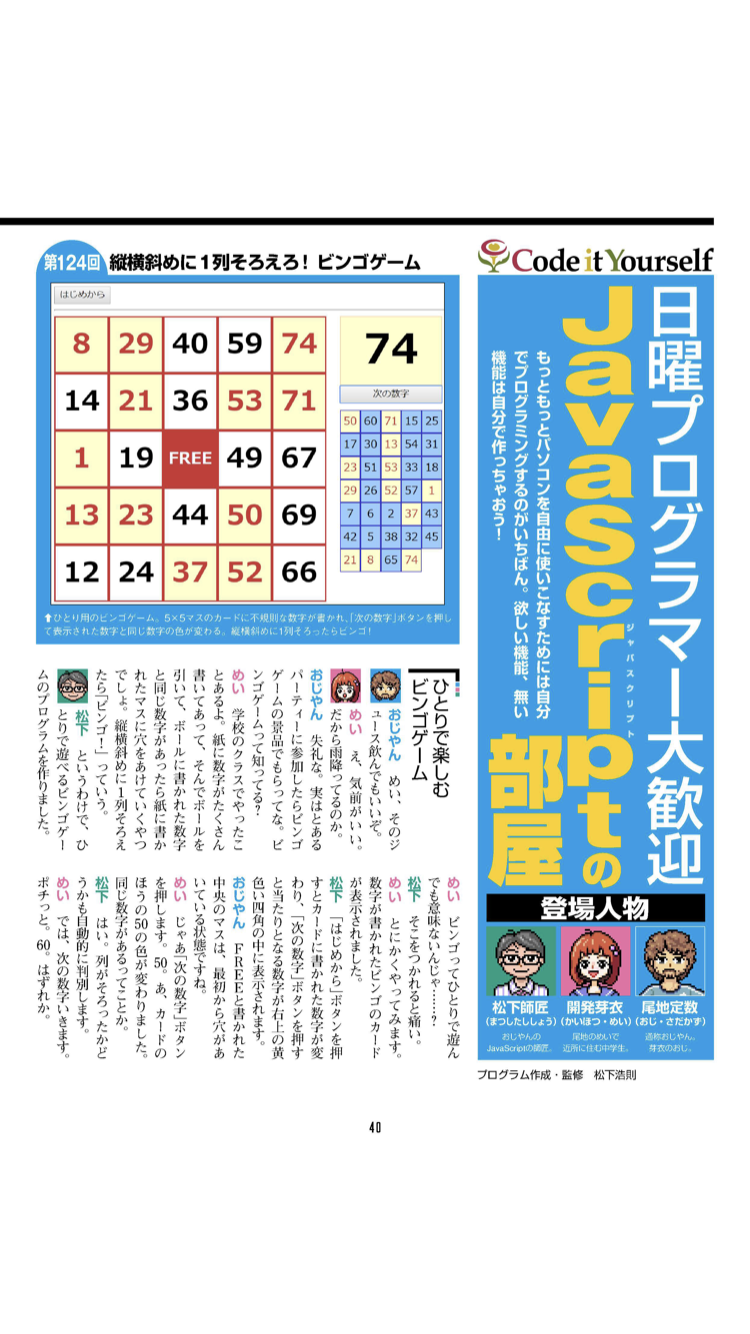 Code it Yourself
日曜プログラマー大歓迎
JavaScriptの
ジャバスクリプト
部屋
もっともっとパソコンを自由に使いこなすためには自分
でプログラミングするのがいちばん。欲しい機能、無い
機能は自分で作っちゃおう！
登場人物
尾地定数
（おじ・さだかず）
通称おじゃん。
芽衣のおじ。
開発芽衣
（かいほつ・めい）
尾地のめいで
近所に住む中学生。
松下師匠
（まつしたししょう）
おじゃんの
JavaScriptの師匠。
プログラム作成・監修　松下浩則
第124回 縦横斜めに1列そろえろ！ ビンゴゲーム
はじめから
8 29 40 59 74
14 21 36 53 71
1 19 FREE 49 67
13 23 44 50 69
12 24 37 52 66
74
次の数字
50 60 71 15 25
17 30 13 54 31
23 51 53 33 18
29 26 52 57 1
7 6 2 37 43
42 5 38 32 45
21 8 65 74
⬆ひとり用のビンゴゲーム。5×5マスのカードに不規則な数字が書かれ、「次の数字」ボタンを押し
て表示された数字と同じ数字の色が変わる。縦横斜めに1列そろったらビンゴ！
ひとりで楽しむ
ビンゴゲーム
おじゃん　めい、そのジ
ュース飲んでもいいぞ。
めい　え、気前がいい。
だから雨降ってるのか。
おじゃん　失礼な。実はとある
パーティーに参加したらビンゴ
ゲームの景品でもらってな。ビ
ンゴゲームって知ってる？
めい　学校のクラスでやったこ
とあるよ。紙に数字がたくさん
書いてあって、そんでボールを
引いて、ボールに書かれた数字
と同じ数字があったら紙に書か
れたマスに穴をあけていくやつ
でしょ。縦横斜めに1列そろえ
たら「ビンゴ！」っていう。
松下　というわけで、ひ
とりで遊べるビンゴゲー
ムのプログラムを作りました。
めい　ビンゴってひとりで遊ん
でも意味ないんじゃ……？
松下　そこをつかれると痛い。
めい　とにかくやってみます。
数字が書かれたビンゴのカード
が表示されました。
松下　「はじめから」ボタンを押
すとカードに書かれた数字が変
わり、「次の数字」ボタンを押す
と当たりとなる数字が右上の黄
色い四角の中に表示されます。
おじゃん　FREEと書かれた
中央のマスは、最初から穴があ
いている状態ですね。
めい　じゃあ「次の数字」ボタン
を押します。50。あ、カードの
ほうの50の色が変わりました。
同じ数字があるってことか。
松下　はい。列がそろったかど
うかも自動的に判別します。
めい　では、次の数字いきます。
ポチっと。60。はずれか。
40